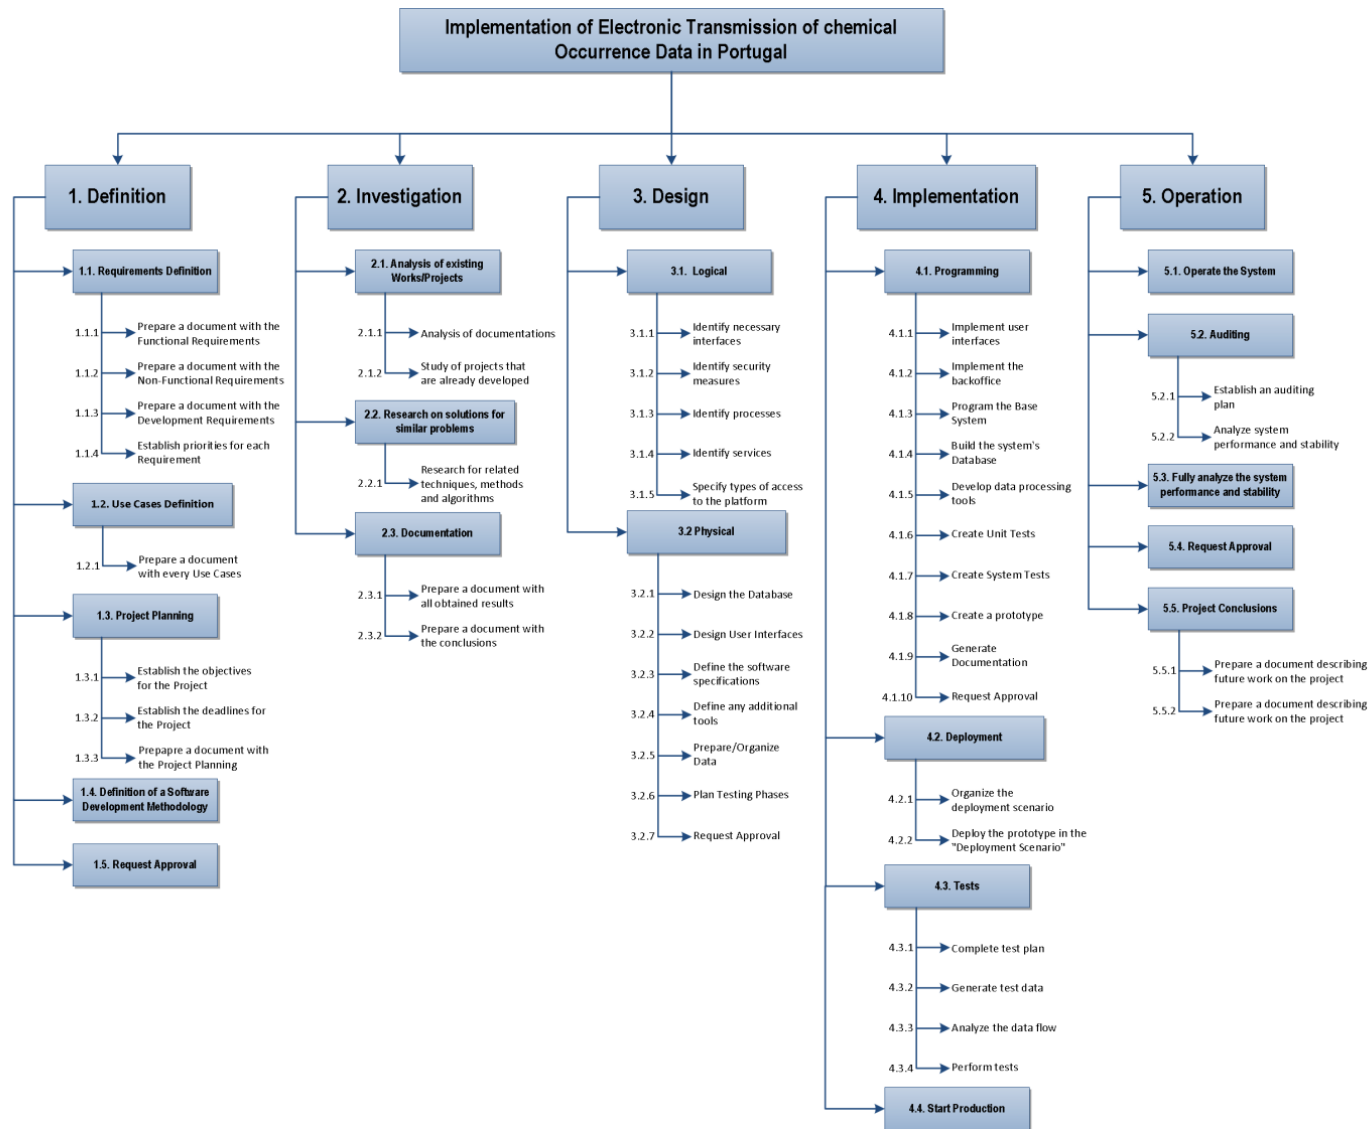 Implementation of Electronic Transmission of chemical
Occurrence Data in Portugal
1. Definition
1.1. Requirements Definition
1.1.1 Prepare a document with the
Functional Requirements
1.1.2 Prepare a document with the
Non-Functional Requirements
1.1.3 Prepare a document with the
Development Requirements
1.1.4 Establish priorities for each
Requirement
1.2. Use Cases Definition
1.2.1 Prepare a document
with every Use Cases
1.3. Project Planning
1.3.1 Establish the objectives
for the Project
1.3.2 Establish the deadlines for
the Project
1.3.3 Prepapre a document with
the Project Planning
1.4. Definition of a Software
Development Methodology
1.5. Request Approval
2. Investigation
2.1. Analysis of existing
Works/Projects
2.1.1 Analysis of documentations
2.1.2 Study of projects that
are already developed
2.2. Research on solutions for
similar problems
2.2.1 Research for related
techniques, methods
and algorithms
2.3. Documentation
2.3.1 Prepare a document with
all obtained results
2.3.2 Prepare a document with
the conclusions
3. Design
3.1. Logical
3.1.1 Identify necessary
interfaces
3.1.2 Identify security
measures
3.1.3 Identify processes
3.1.4 Identify services
3.1.5 Specify types of access
to the platform
3.2 Physical
3.2.1 Design the Database
3.2.2 Design User Interfaces
3.2.3 Define the software
specifications
3.2.4 Define any additional
tools
3.2.5 Prepare/Organize
Data
3.2.6 Plan Testing Phases
3.2.7 Request Approval
4. Implementation
4.1. Programming
4.1.1 Implement user
interfaces
4.1.2 Implement the
backoffice
4.1.3 Program the Base
System
4.1.4 Build the system's
Database
4.1.5 Develop data processing
tools
4.1.6 Create Unit Tests
4.1.7 Create System Tests
4.1.8 Create a prototype
4.1.9 Generate
Documentation
4.1.10 Request Approval
4.2. Deployment
4.2.1 Organize the
deployment scenario
4.2.2 Deploy the prototype in the
"Deployment Scenario"
4.3. Tests
4.3.1 Complete test plan
4.3.2 Generate test data
4.3.3 Analyze the data flow
4.3.4 Perform tests
4.4. Start Production
5. Operation
5.1. Operate the System
5.2. Auditing
5.2.1 Establish an auditing
plan
5.2.2 Analyze system
performance and stability
5.3. Fully analyze the system
performance and stability
5.4. Request Approval
5.5. Project Conclusions
5.5.1 Prepare a document describing
future work on the project
5.5.2 Prepare a document describing
future work on the project